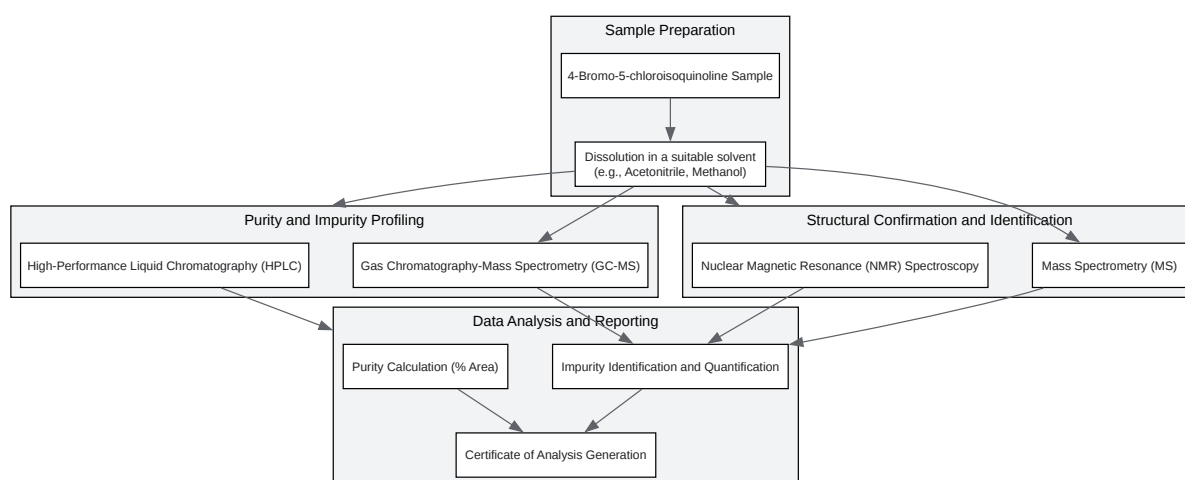 Sample Preparation
4-Bromo-5-chloroisoquinoline Sample
Dissolution in a suitable solvent
(e.g., Acetonitrile, Methanol)
Purity and Impurity Profiling
High-Performance Liquid Chromatography (HPLC)
Gas Chromatography-Mass Spectrometry (GC-MS)
Structural Confirmation and Identification
Nuclear Magnetic Resonance (NMR) Spectroscopy
Mass Spectrometry (MS)
Data Analysis and Reporting
Purity Calculation (% Area)
Impurity Identification and Quantification
Certificate of Analysis Generation